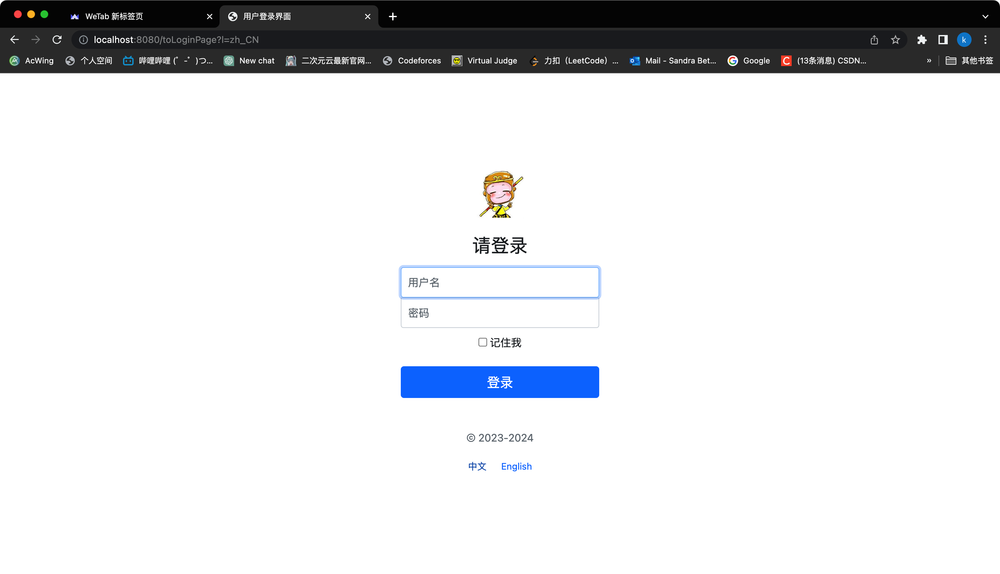 WeTab 新标签页
用户登录界面
localhost:8080/toLoginPage?l=zh_CN
k
AcWing
个人空间
哔哩哔哩 (゜-゜)つ...
New chat
二次元云最新官网...
Codeforces
Virtual Judge
力扣（LeetCode）...
Mail - Sandra Bet...
Google
(13条消息) CSDN...
»
其他书签
请登录
用户名
密码
记住我
登录
© 2023-2024
中文 English